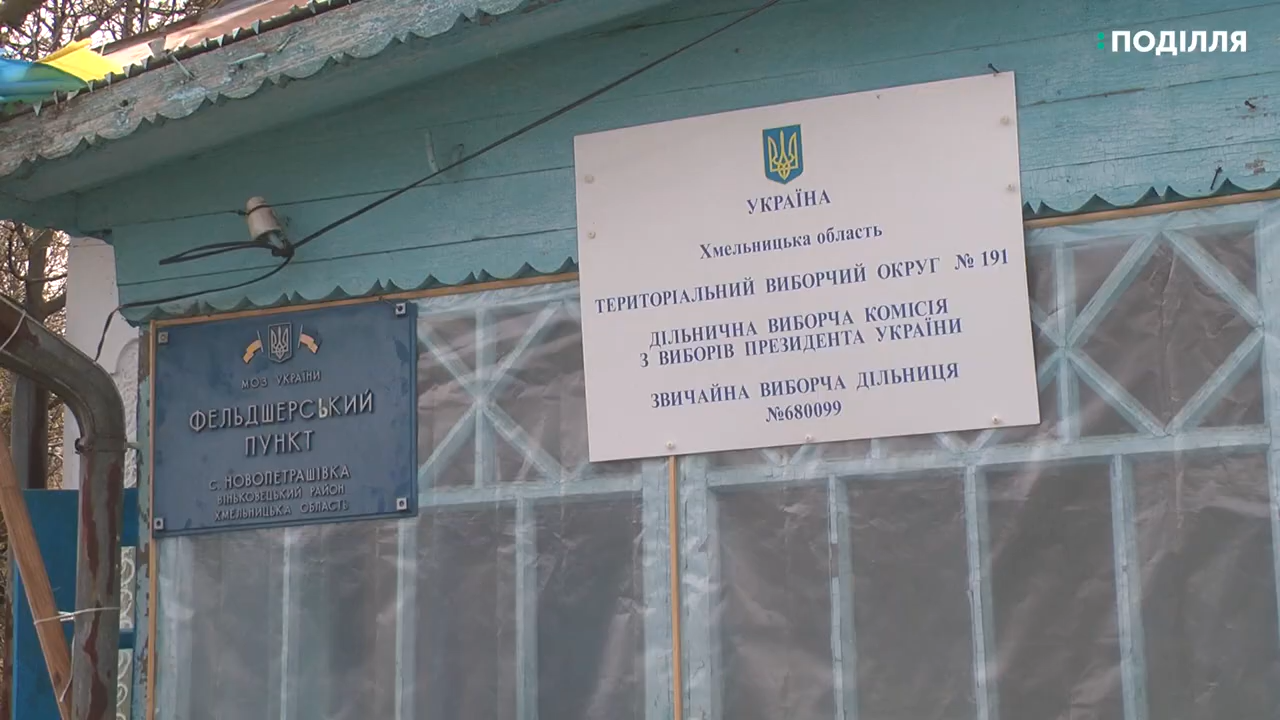 :ПОДІЛЛЯ
УКРАЇНА
Хмельницька область
ТЕРИТОРІАЛЬНИЙ ВИБОРЧИЙ ОКРУГ № 191
ДІЛЬНИЧНА ВИБОРЧА КОМІСІЯ
З ВИБОРІВ ПРЕЗИДЕНТА УКРАЇНИ
ЗВИЧАЙНА ВИБОРЧА ДІЛЬНИЦЯ
№680099
МОЗ УКРАЇНИ
ФЕЛЬДШЕРСЬКИЙ
ПУНКТ
с. НОВОПЕТРАШІВКА
ВІНЬКОВЕЦЬКИЙ РАЙОН
ХМЕЛЬНИЦЬКА ОБЛАСТЬ